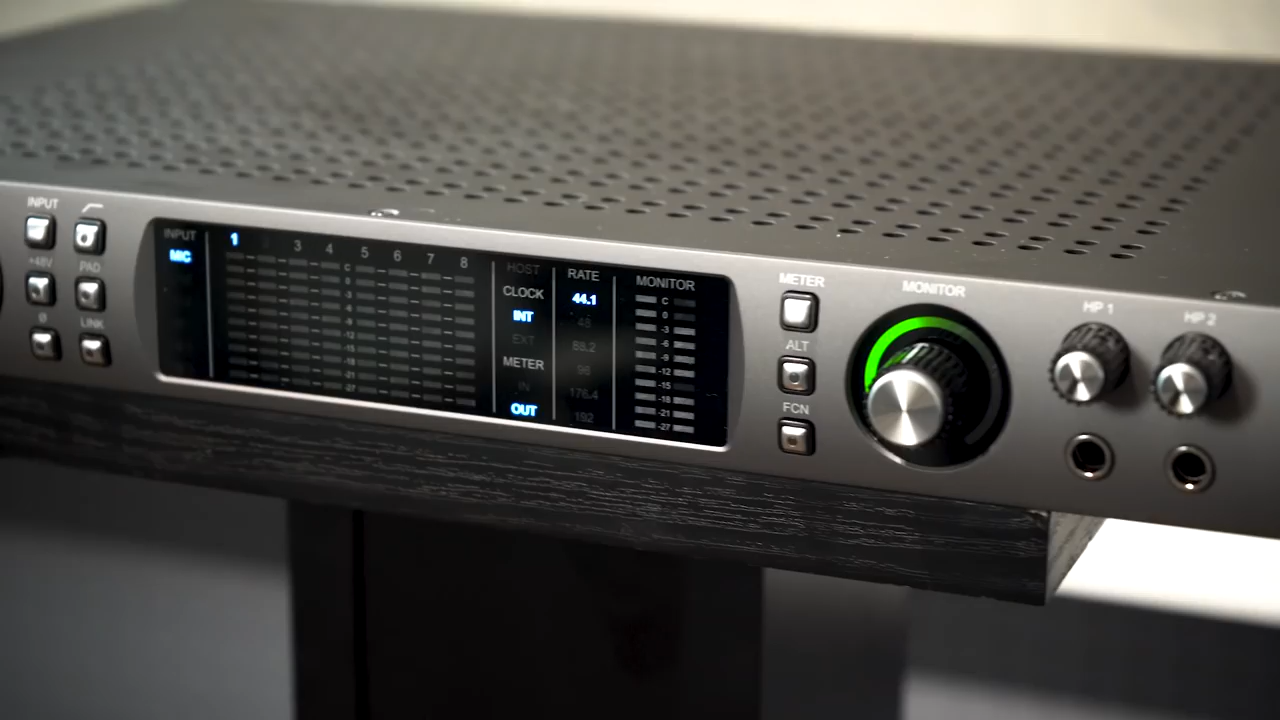 INPUT
+48V
Ø
PAD
LINK
INPUT
MIC
1 3 4 5 6 7 8
C
0
-3
-6
-9
-12
-15
-18
-21
-27
HOST
CLOCK
INT
EXT
METER
IN
OUT
RATE
44.1
48
88.2
96
176.4
192
MONITOR
C
0
-3
-6
-9
-12
-15
-18
-21
-27
METER
ALT
FCN
MONITOR
HP 1
HP 2